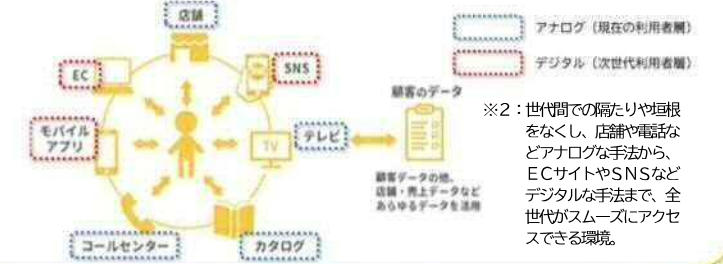 店舗
EC
SNS
モバイル
アプリ
TV
テレビ
コールセンター
カタログ
顧客のデータ
顧客データの他、
店舗・売上データなど
あらゆるデータを活用
アナログ（現在の利用者層）
デジタル（次世代利用者層）
※２：世代間での隔たりや垣根
をなくし、店舗や電話な
どアナログな手法から、
ＥＣサイトやＳＮＳなど
デジタルな手法まで、全
世代がスムーズにアクセ
スできる環境。